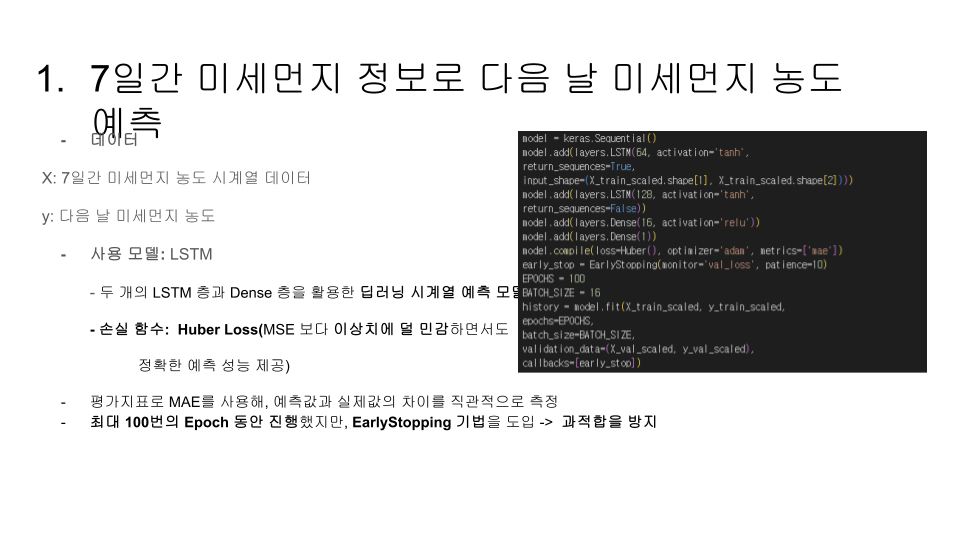 1. 7일간 미세먼지 정보로 다음 날 미세먼지 농도
예측
- 데이터
X: 7일간 미세먼지 농도 시계열 데이터
y: 다음 날 미세먼지 농도
- 사용 모델: LSTM
- 두 개의 LSTM 층과 Dense 층을 활용한 딥러닝 시계열 예측 모델
- 손실 함수: Huber Loss(MSE 보다 이상치에 덜 민감하면서도
정확한 예측 성능 제공)
- 평가지표로 MAE를 사용해, 예측값과 실제값의 차이를 직관적으로 측정
- 최대 100번의 Epoch 동안 진행했지만, EarlyStopping 기법을 도입 -> 과적합을 방지
model = keras.Sequential()
model.add(layers.LSTM(64, activation='tanh',
return_sequences=True,
input_shape=(X_train_scaled.shape[1], X_train_scaled.shape[2])))
model.add(layers.LSTM(128, activation='tanh',
return_sequences=False))
model.add(layers.Dense(16, activation='relu'))
model.add(layers.Dense(1))
model.compile(loss=Huber(), optimizer='adam', metrics=['mae'])
early_stop = EarlyStopping(monitor='val_loss', patience=10)
EPOCHS = 100
BATCH_SIZE = 16
history = model.fit(X_train_scaled, y_train_scaled,
epochs=EPOCHS,
batch_size=BATCH_SIZE,
validation_data=(X_val_scaled, y_val_scaled),
callbacks=[early_stop])